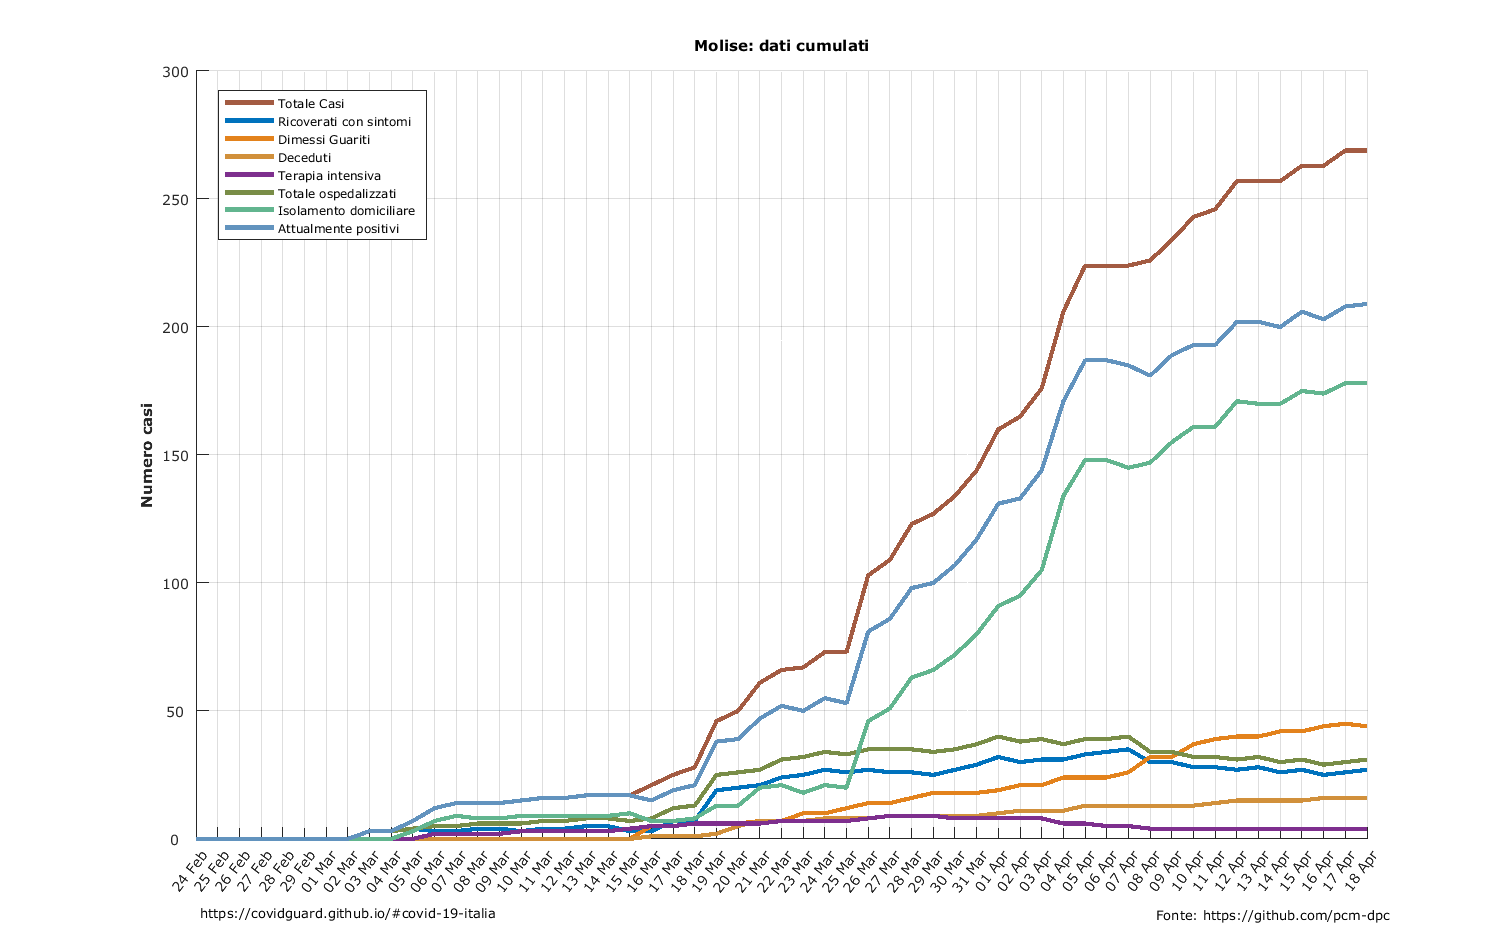 Molise: dati cumulati
300
250
200
150
100
50
0
Numero casi
Totale Casi
Ricoverati con sintomi
Dimessi Guariti
Deceduti
Terapia intensiva
Totale ospedalizzati
Isolamento domiciliare
Attualmente positivi
24 Feb
25 Feb
26 Feb
27 Feb
28 Feb
29 Feb
01 Mar
02 Mar
03 Mar
04 Mar
05 Mar
06 Mar
07 Mar
08 Mar
09 Mar
10 Mar
11 Mar
12 Mar
13 Mar
14 Mar
15 Mar
16 Mar
17 Mar
18 Mar
19 Mar
20 Mar
21 Mar
22 Mar
23 Mar
24 Mar
25 Mar
26 Mar
27 Mar
28 Mar
29 Mar
30 Mar
31 Mar
01 Apr
02 Apr
03 Apr
04 Apr
05 Apr
06 Apr
07 Apr
08 Apr
09 Apr
10 Apr
11 Apr
12 Apr
13 Apr
14 Apr
15 Apr
16 Apr
17 Apr
18 Apr
https://covidguard.github.io/#covid-19-italia
Fonte: https://github.com/pcm-dpc